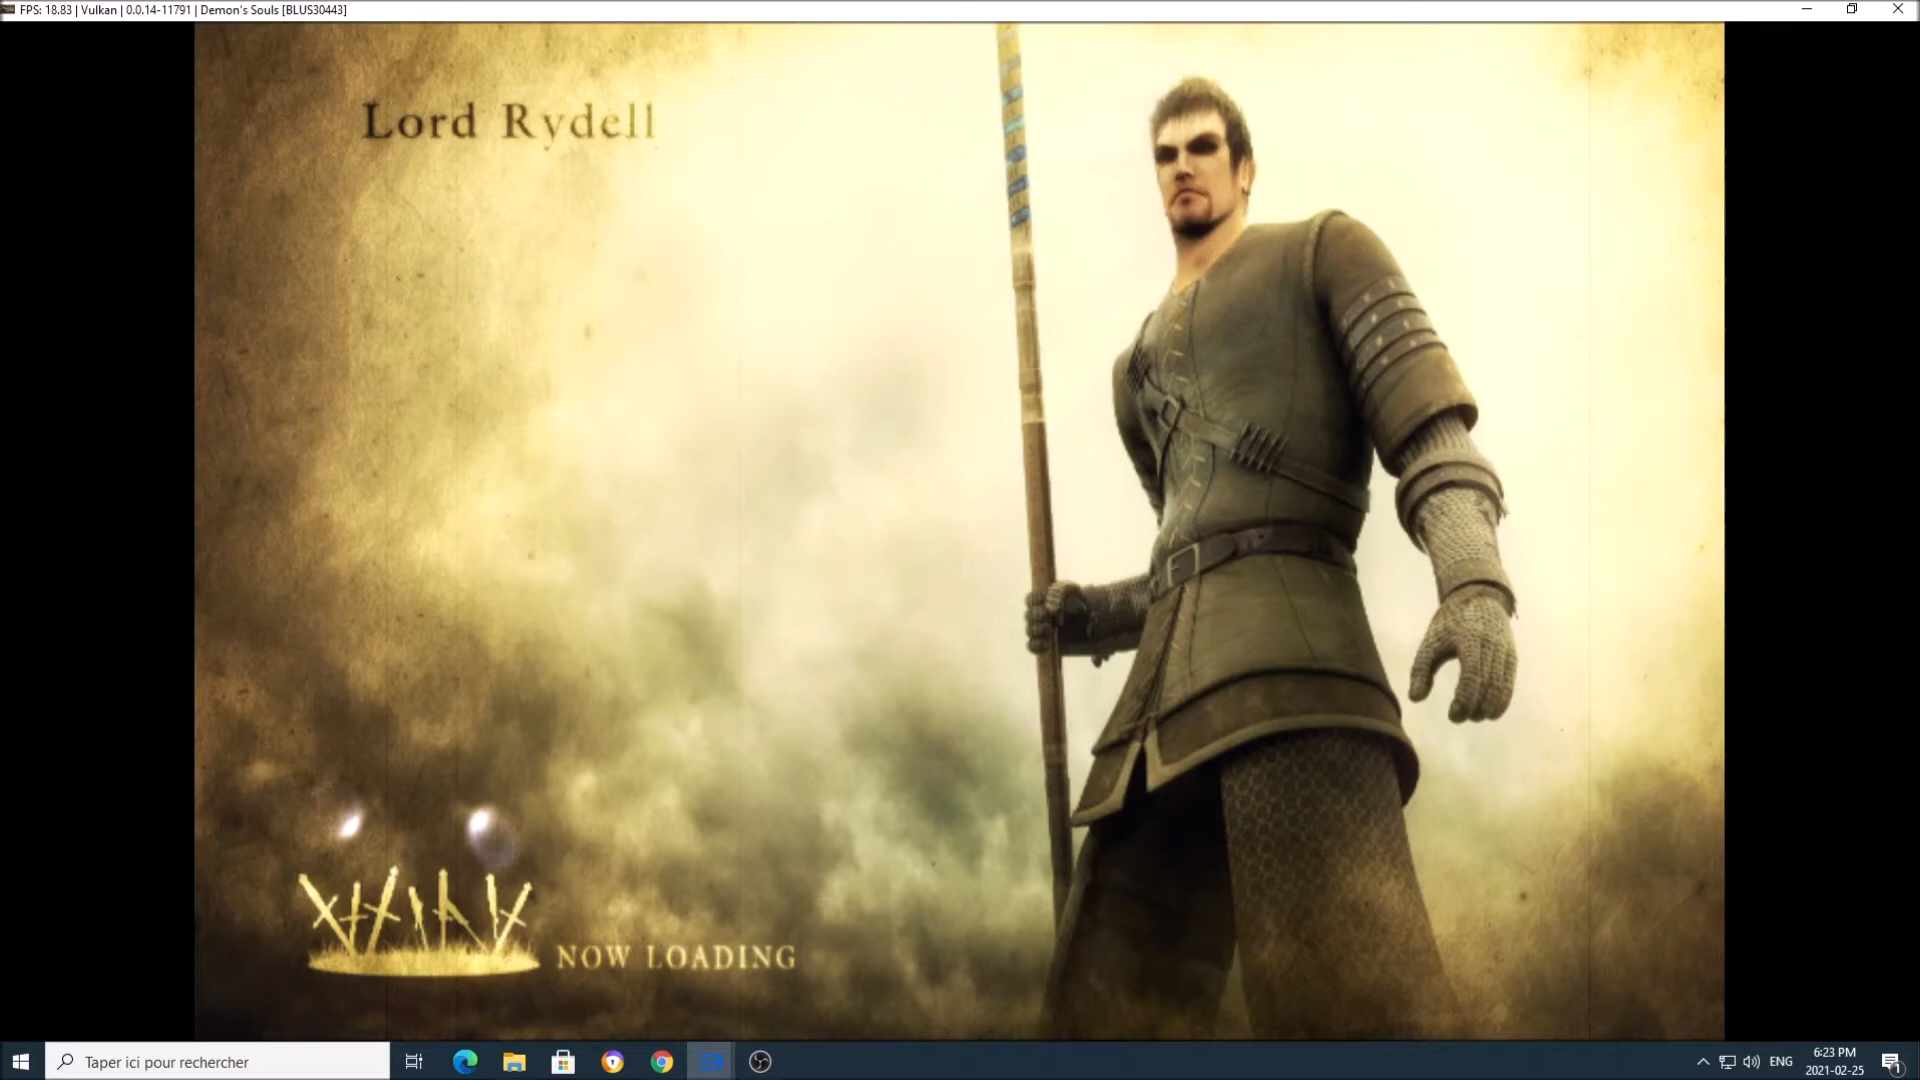 FPS: 18.83 | Vulkan | 0.0.14-11791 | Demon's Souls [BLUS30443]
Lord Rydell
NOW LOADING
Taper ici pour rechercher
ENG
6:23 PM
2021-02-25
1